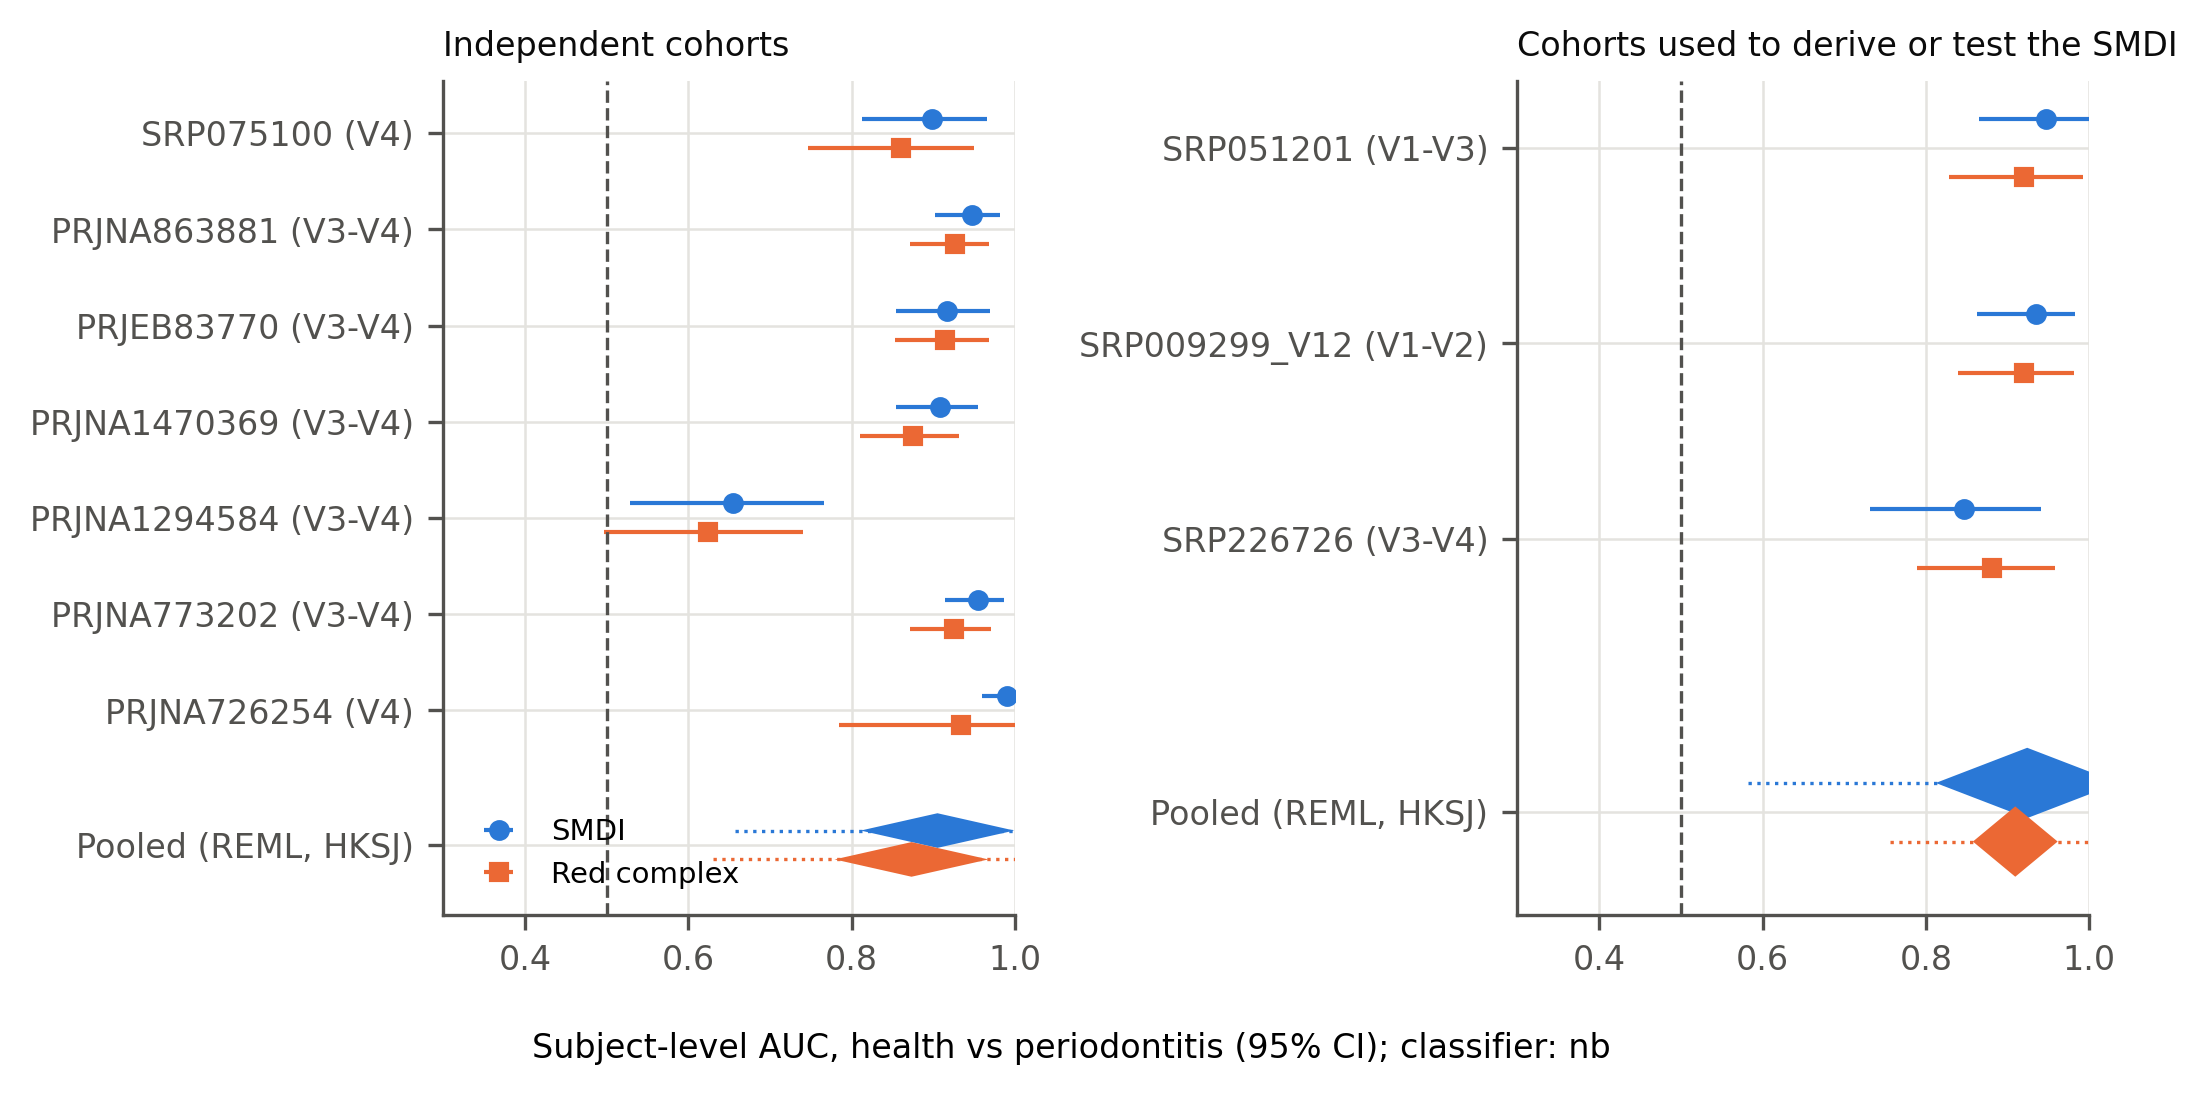 Independent cohorts
SRP075100 (V4)
PRJNA863881 (V3-V4)
PRJEB83770 (V3-V4)
PRJNA1470369 (V3-V4)
PRJNA1294584 (V3-V4)
PRJNA773202 (V3-V4)
PRJNA726254 (V4)
Pooled (REML, HKSJ)
SMDI
Red complex
0.4 0.6 0.8 1.0
Cohorts used to derive or test the SMDI
SRP051201 (V1-V3)
SRP009299_V12 (V1-V2)
SRP226726 (V3-V4)
Pooled (REML, HKSJ)
0.4 0.6 0.8 1.0
Subject-level AUC, health vs periodontitis (95% CI); classifier: nb